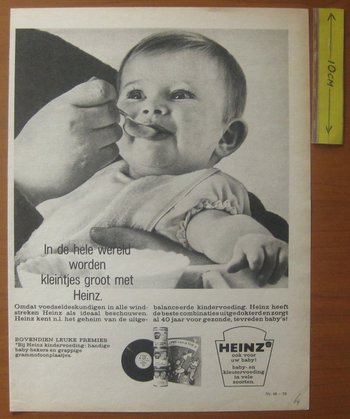 10CM
In de hele wereld
worden
kleintjes groot met
Heinz.
Omdat voedseldeskundigen in alle wind-
streken Heinz als ideaal beschouwen.
Heinz kent n.l. het geheim van de uitge-
balanceerde kindervoeding. Heinz heeft
de beste combinaties uitgedokterd en zorgt
al 40 jaar voor gezonde, tevreden baby's!
BOVENDIEN LEUKE PREMIES
Bij Heinz kindervoeding: handige
baby-bekers en grappige
grammofoonplaatjes.
HEINZ
ook voor
uw baby!
baby- en
kleutervoeding
in vele
soorten.